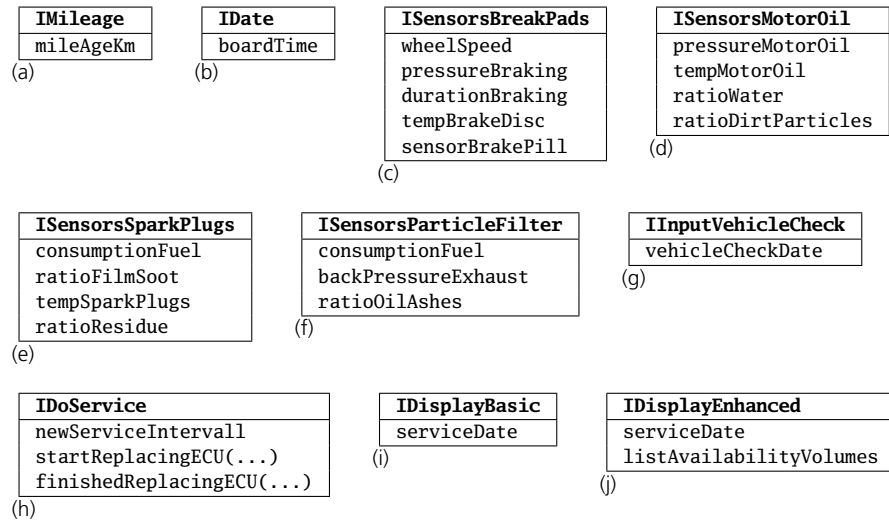 IMileage
mileAgeKm
(a)
IDate
boardTime
(b)
ISensorsBreakPads
wheelSpeed
pressureBraking
durationBraking
tempBrakeDisc
sensorBrakePill
(c)
ISensorsMotorOil
pressureMotorOil
tempMotorOil
ratioWater
ratioDirtParticles
(d)
ISensorsSparkPlugs
consumptionFuel
ratioFilmSoot
tempSparkPlugs
ratioResidue
(e)
ISensorsParticleFilter
consumptionFuel
backPressureExhaust
ratioOilAshes
(f)
IInputVehicleCheck
vehicleCheckDate
(g)
IDoService
newServiceIntervall
startReplacingECU(...)
finishedReplacingECU(...)
(h)
IDisplayBasic
serviceDate
(i)
IDisplayEnhanced
serviceDate
listAvailabilityVolumes
(j)